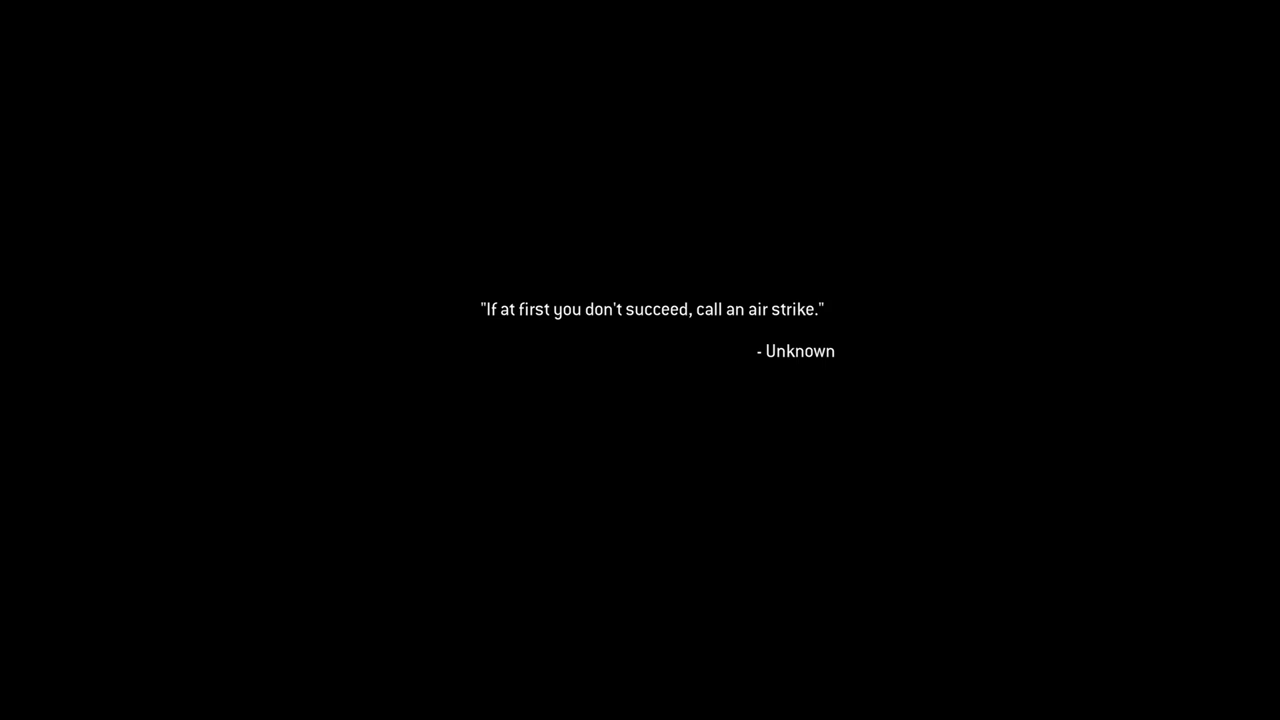 "If at first you don't succeed, call an air strike."
- Unknown